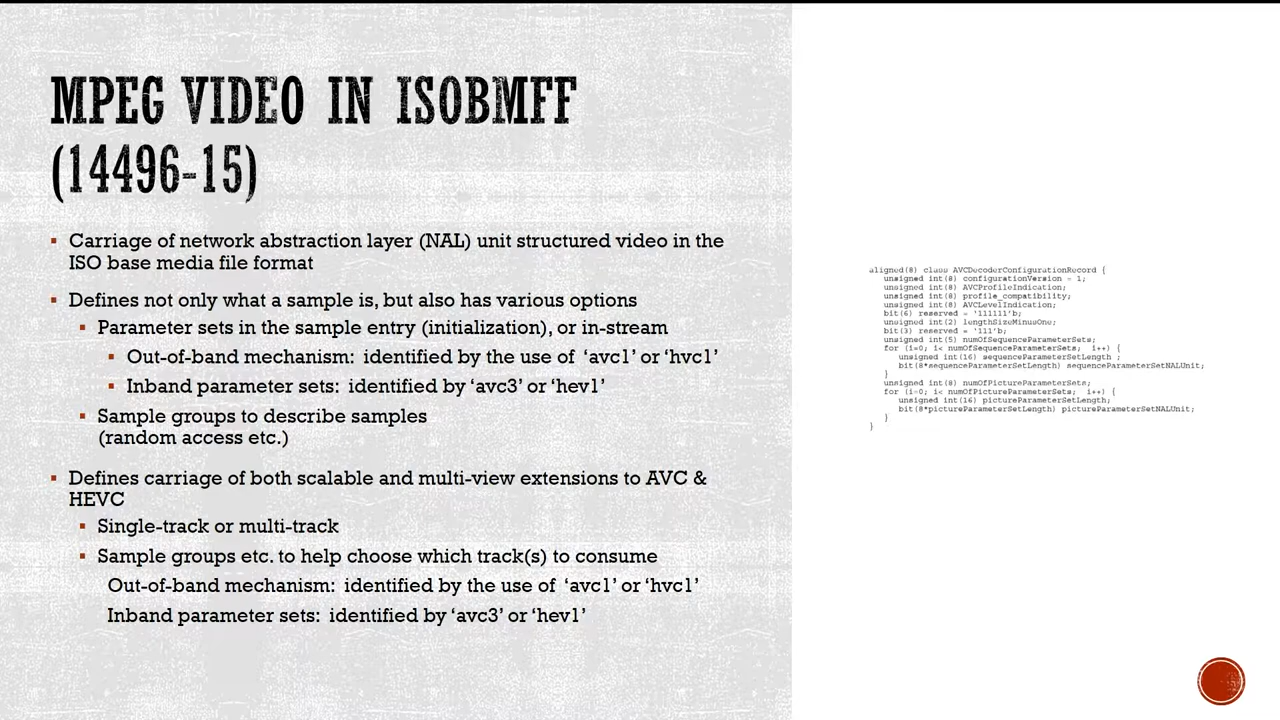 MPEG VIDEO IN ISOBMFF
(14496-15)
Carriage of network abstraction layer (NAL) unit structured video in the
ISO base media file format
Defines not only what a sample is, but also has various options
Parameter sets in the sample entry (initialization), or in-stream
Out-of-band mechanism: identified by the use of 'avc1' or 'hvc1'
Inband parameter sets: identified by 'avc3' or 'hev1'
Sample groups to describe samples
(random access etc.)
Defines carriage of both scalable and multi-view extensions to AVC &
HEVC
Single-track or multi-track
Sample groups etc. to help choose which track(s) to consume
Out-of-band mechanism: identified by the use of 'avc1' or 'hvc1'
Inband parameter sets: identified by 'avc3' or 'hev1'
aligned(8) class AVCDecoderConfigurationRecord {
unsigned int(8) configurationVersion = 1;
unsigned int(8) AVCProfileIndication;
unsigned int(8) profile_compatibility;
unsigned int(8) AVCLevelIndication;
bit(6) reserved = '111111'b;
unsigned int(2) lengthSizeMinusOne;
bit(3) reserved = '111'b;
unsigned int(5) numOfSequenceParameterSets;
for (i=0; i< numOfSequenceParameterSets; i++) {
unsigned int(16) sequenceParameterSetLength ;
bit(8*sequenceParameterSetLength) sequenceParameterSetNALUnit;
}
unsigned int(8) numOfPictureParameterSets;
for (i=0; i< numOfPictureParameterSets; i++) {
unsigned int(16) pictureParameterSetLength;
bit(8*pictureParameterSetLength) pictureParameterSetNALUnit;
}
}